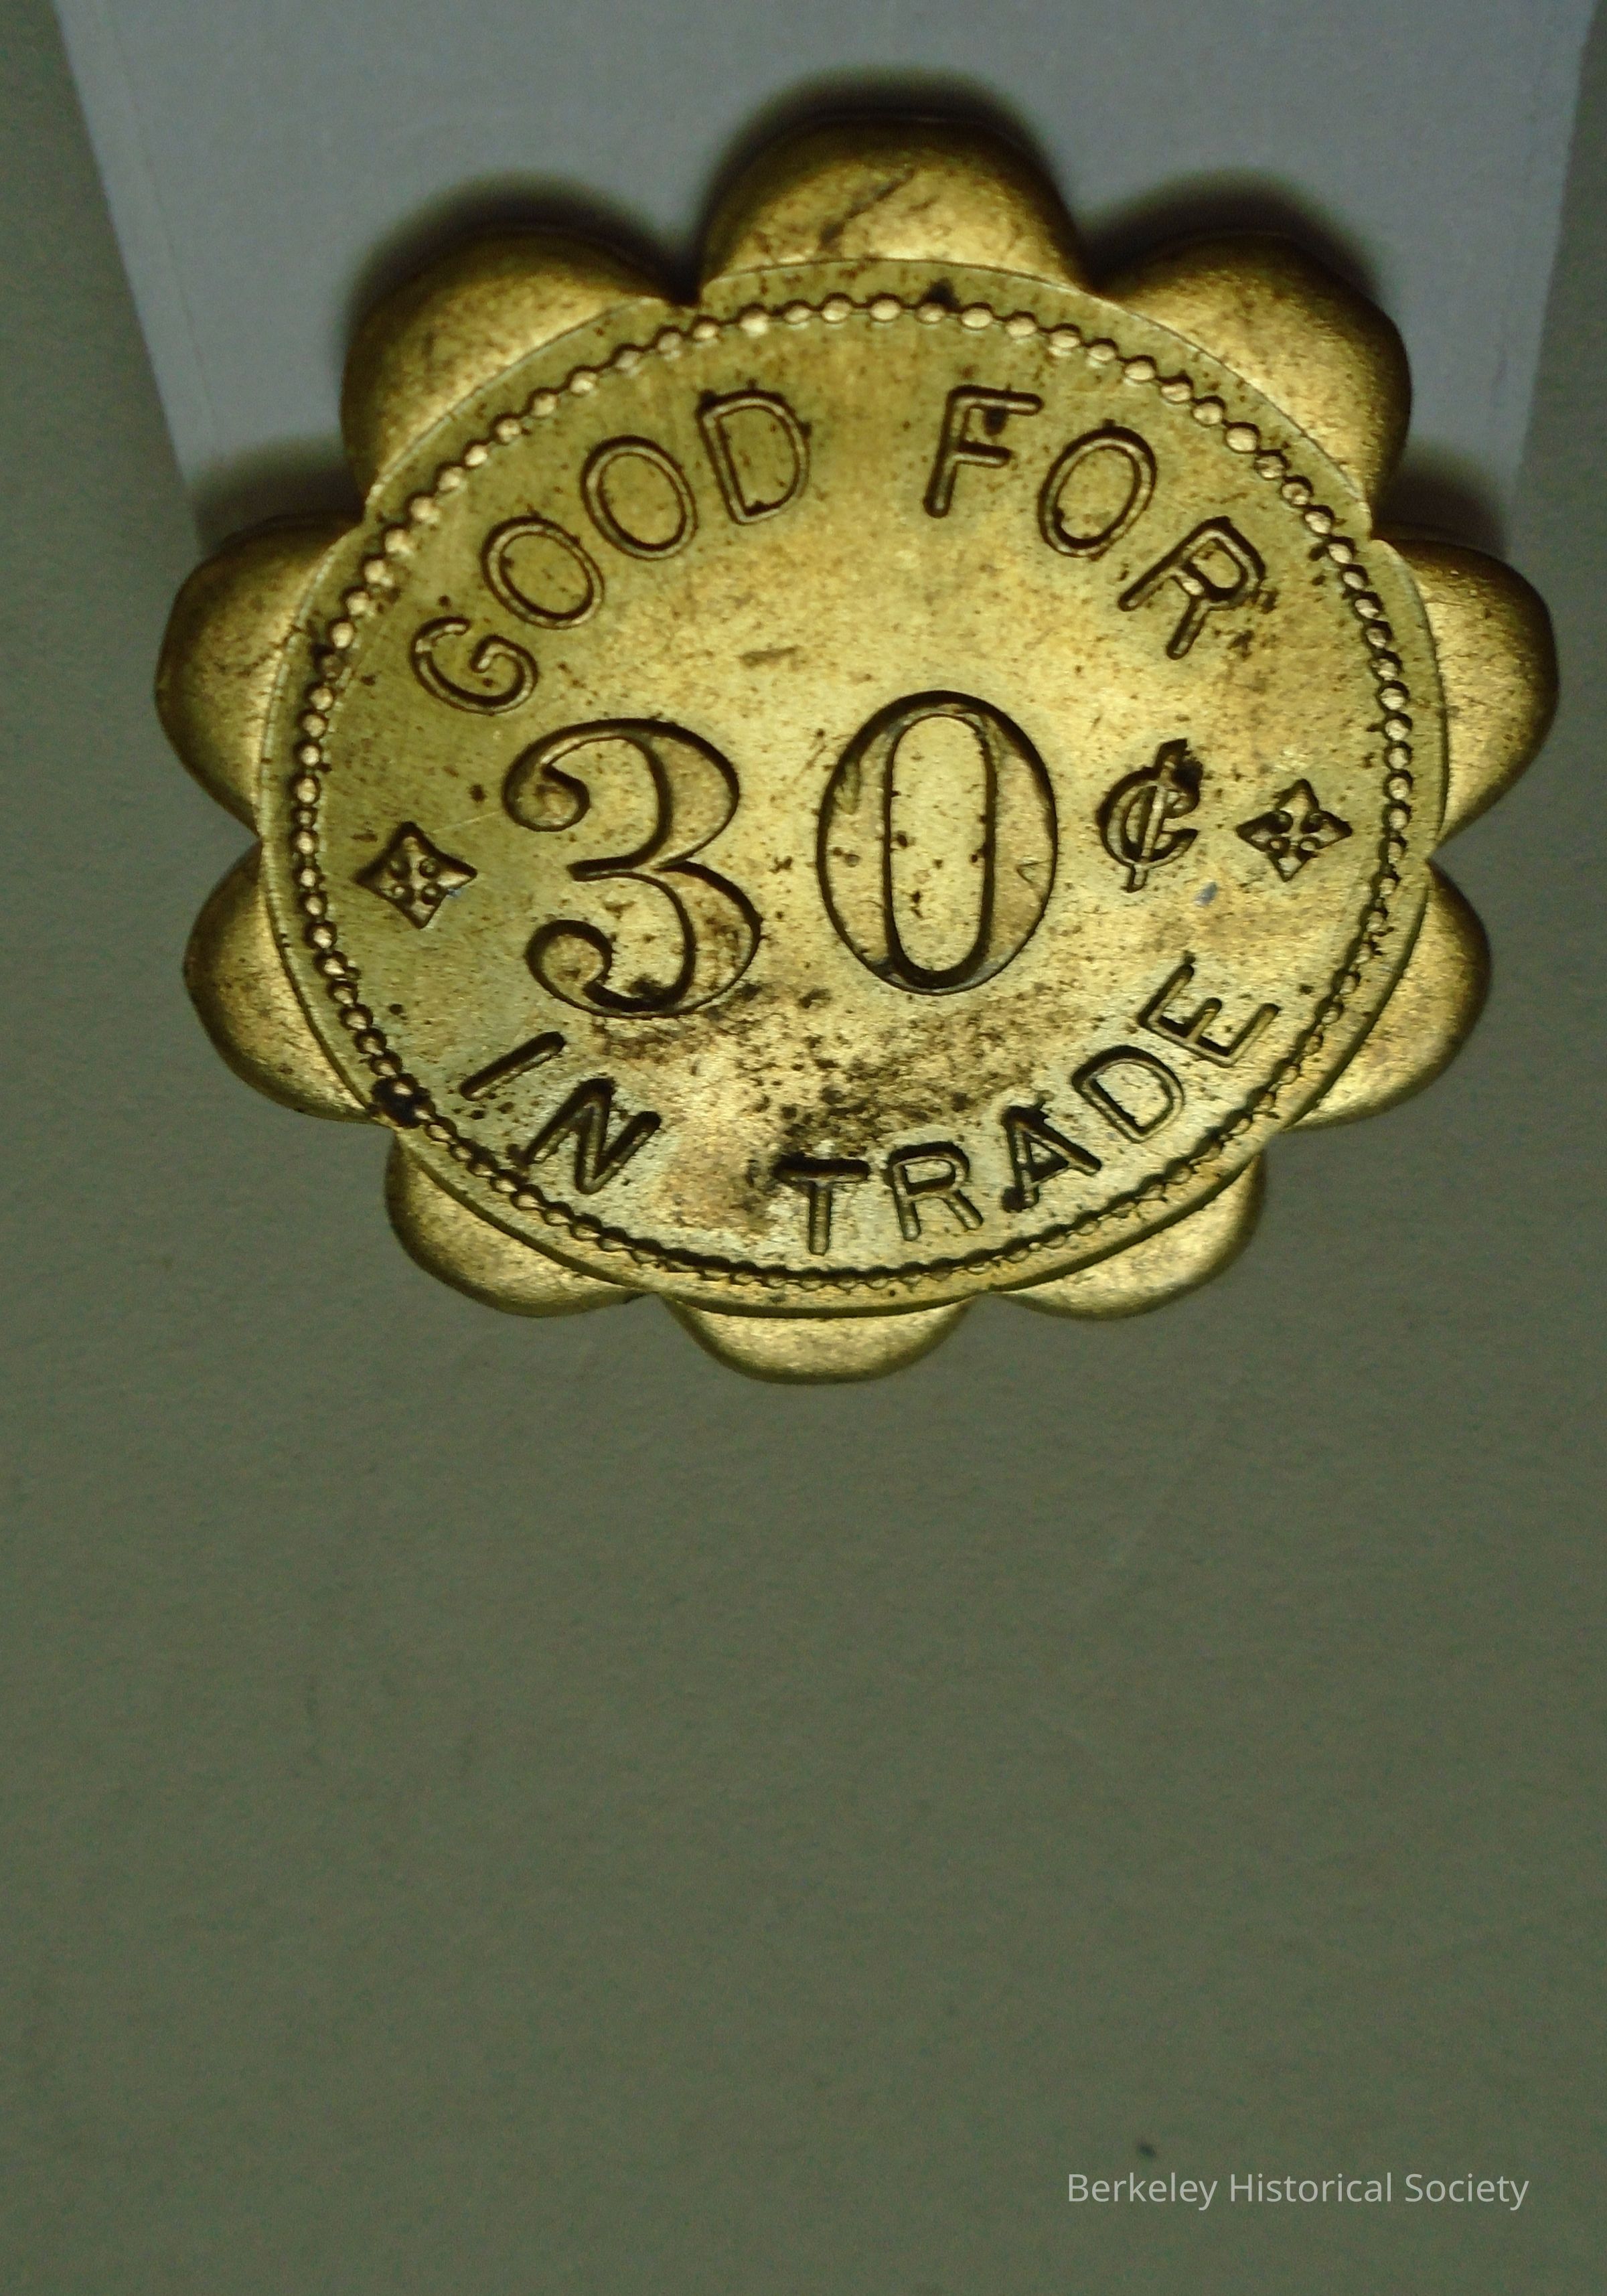 GOOD FOR
30 ¢
IN TRADE
Berkeley Historical Society